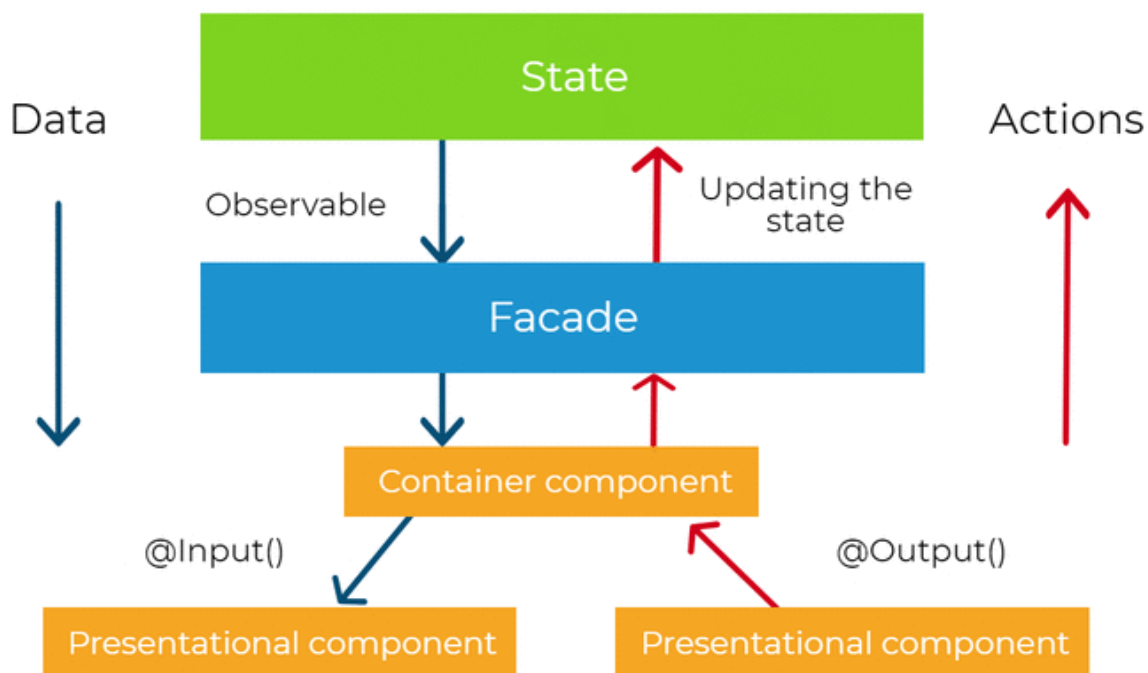 State
Data
Actions
Observable
Updating the
state
Facade
Container component
@Input()
@Output()
Presentational component
Presentational component